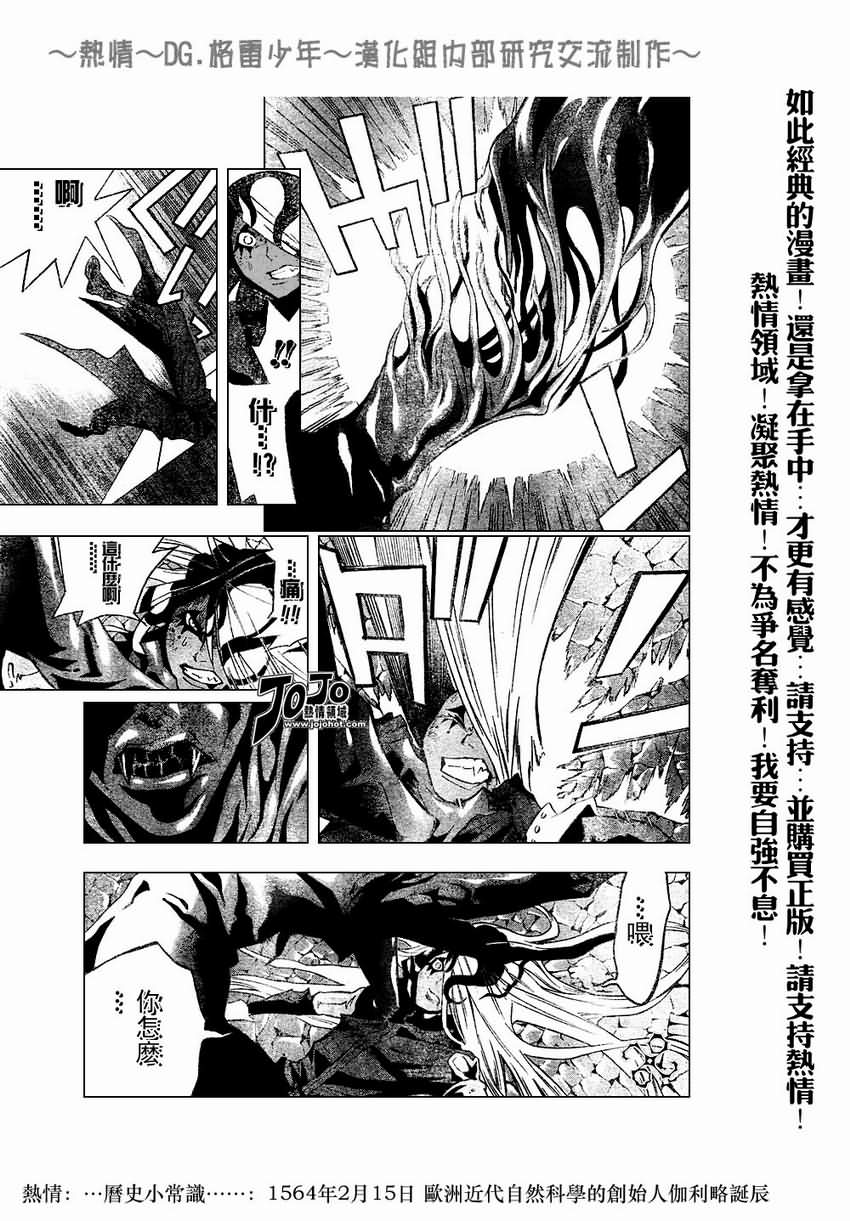 ～熱情～DG.格雷少年～漢化組内部研究交流制作～
如此經典的漫畫！還是拿在手中…才更有感覺…請支持…並購買正版！請支持熱情！
熱情領域！凝聚熱情！不為爭名奪利！我要自強不息！
!!
什…
!?
啊
……
痛
…!!
這什麼啊
……
JOJO
熱情領域
www.jojohot.com
喂
…
你怎麼
…
熱情：…曆史小常識……：1564年2月15日 歐洲近代自然科學的創始人伽利略誕辰